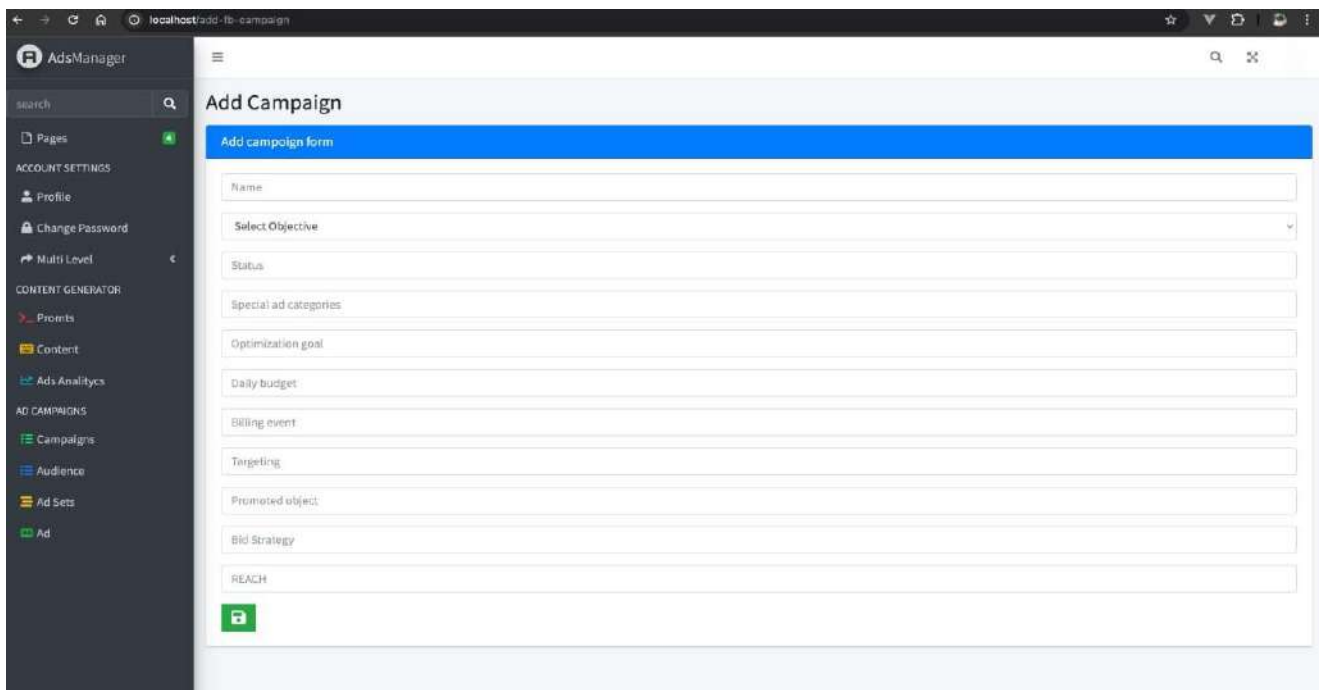 localhost/add-fb-campaign
AdsManager
search
Add Campaign
Pages
4
Add campaign form
ACCOUNT SETTINGS
Profile
Change Password
Multi Level
CONTENT GENERATOR
Promts
Content
Ads Analitycs
AD CAMPAIGNS
Campaigns
Audience
Ad Sets
Ad
Name
Select Objective
Status
Special ad categories
Optimization goal
Daily budget
Billing event
Targeting
Promoted object
Bid Strategy
REACH